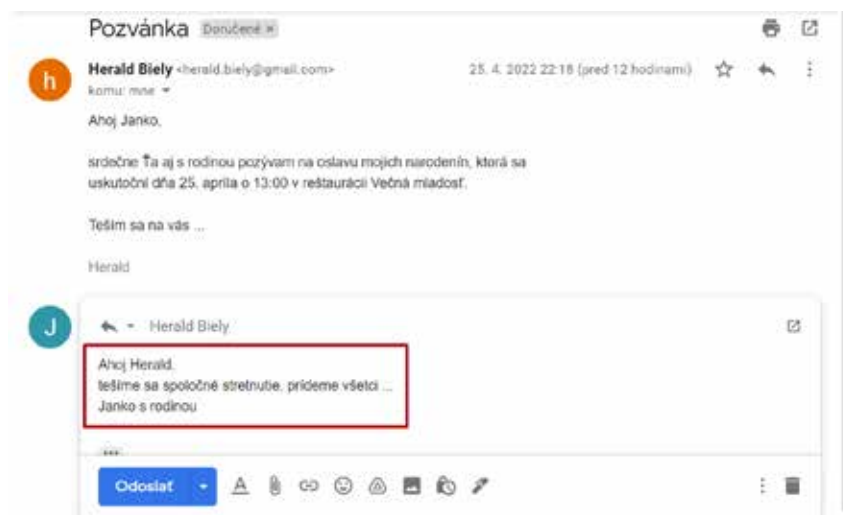 Pozvánka Doručené ×
Herald Biely <herald.biely@gmail.com> 25. 4. 2022 22:18 (pred 12 hodinami)
komu: mne
h
Ahoj Janko,
srdečne Ťa aj s rodinou pozývam na oslavu mojich narodenín, ktorá sa
uskutoční dňa 25. apríla o 13:00 v reštaurácii Večná mladosť.
Teším sa na vás ...
Herald
J
Herald Biely
Ahoj Herald,
tešíme sa spoločné stretnutie, prídeme všetci ...
Janko s rodinou
...
Odoslať